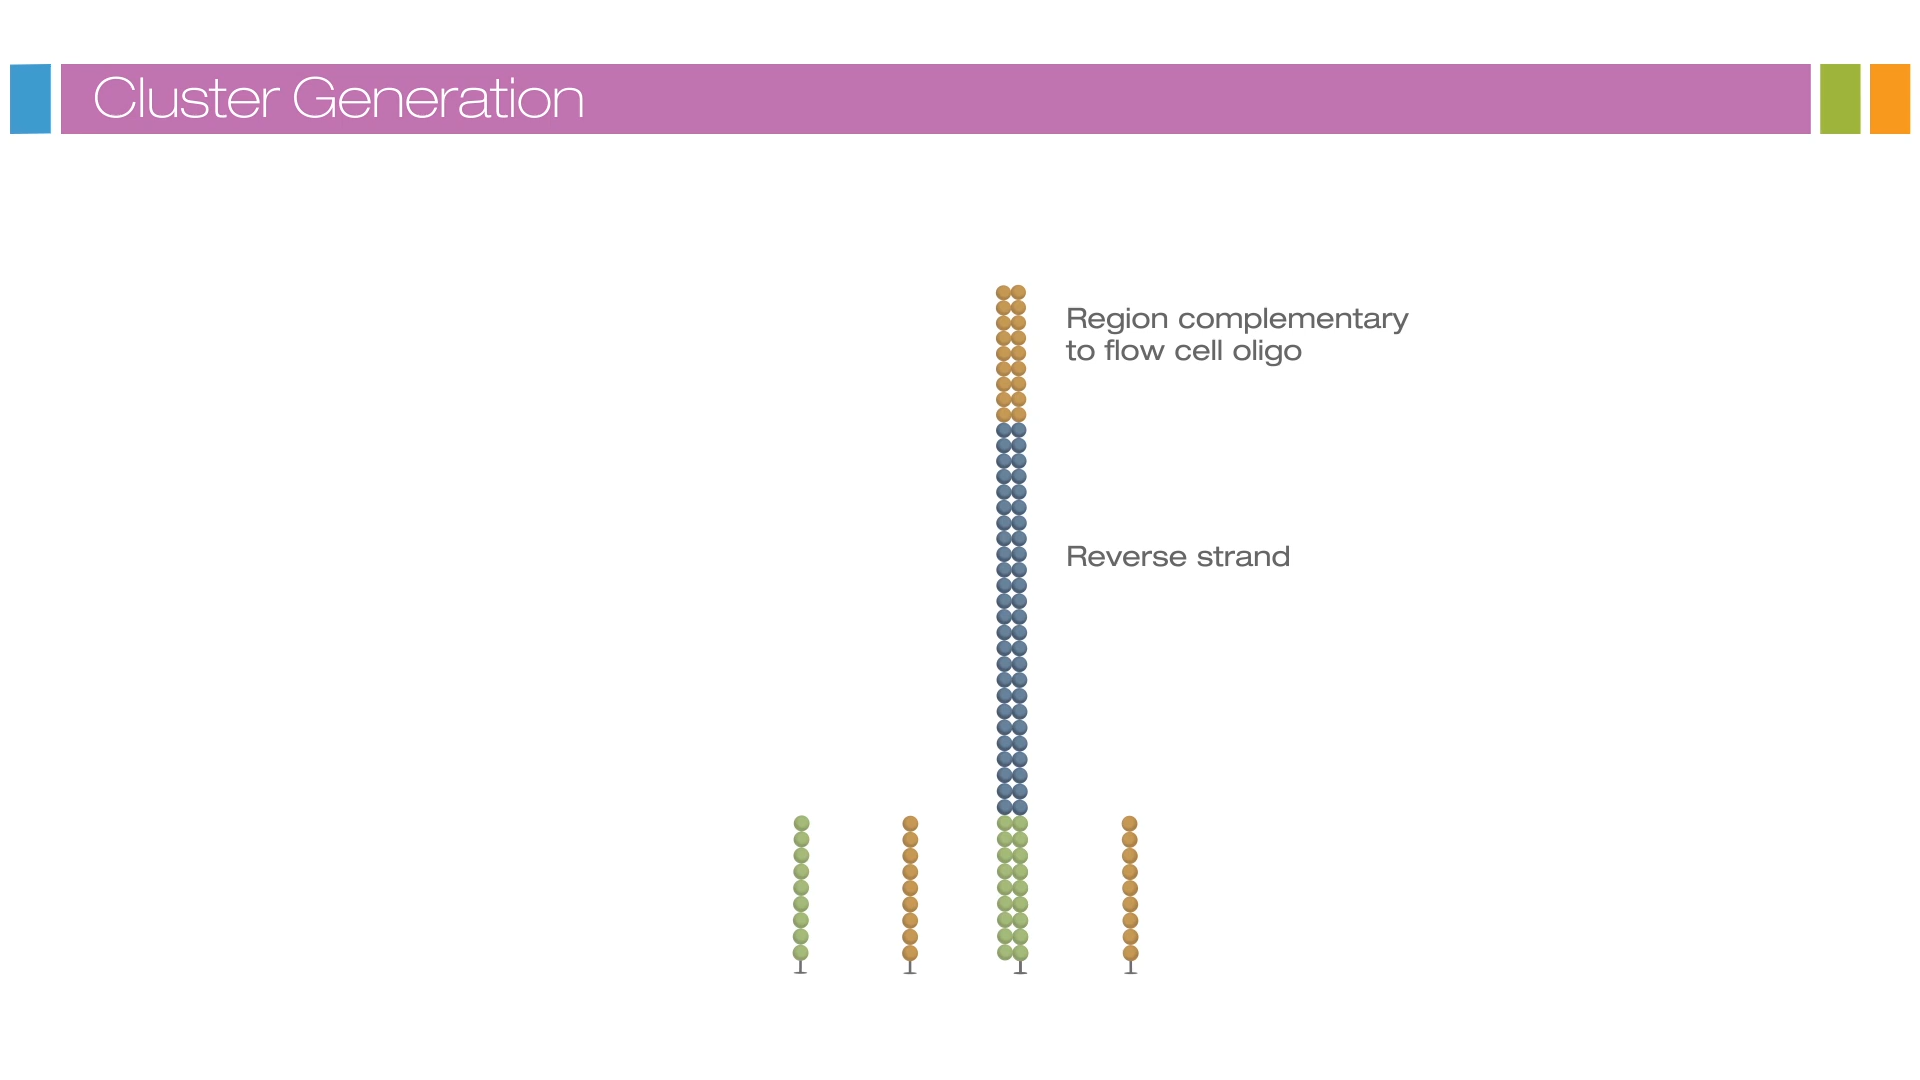 Cluster Generation
Region complementary
to flow cell oligo
Reverse strand